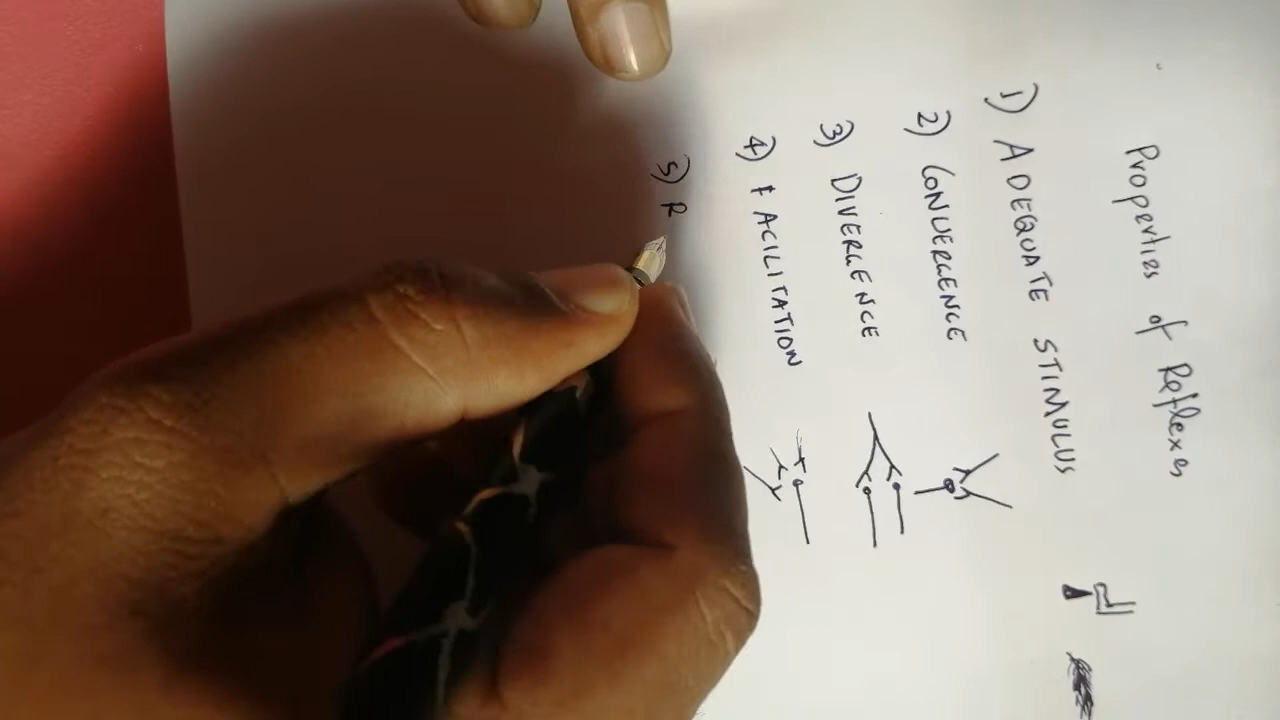 Properties of Reflexes
1) ADEQUATE STIMULUS
2) CONVERGENCE
3) DIVERGENCE
4) FACILITATION
5) R